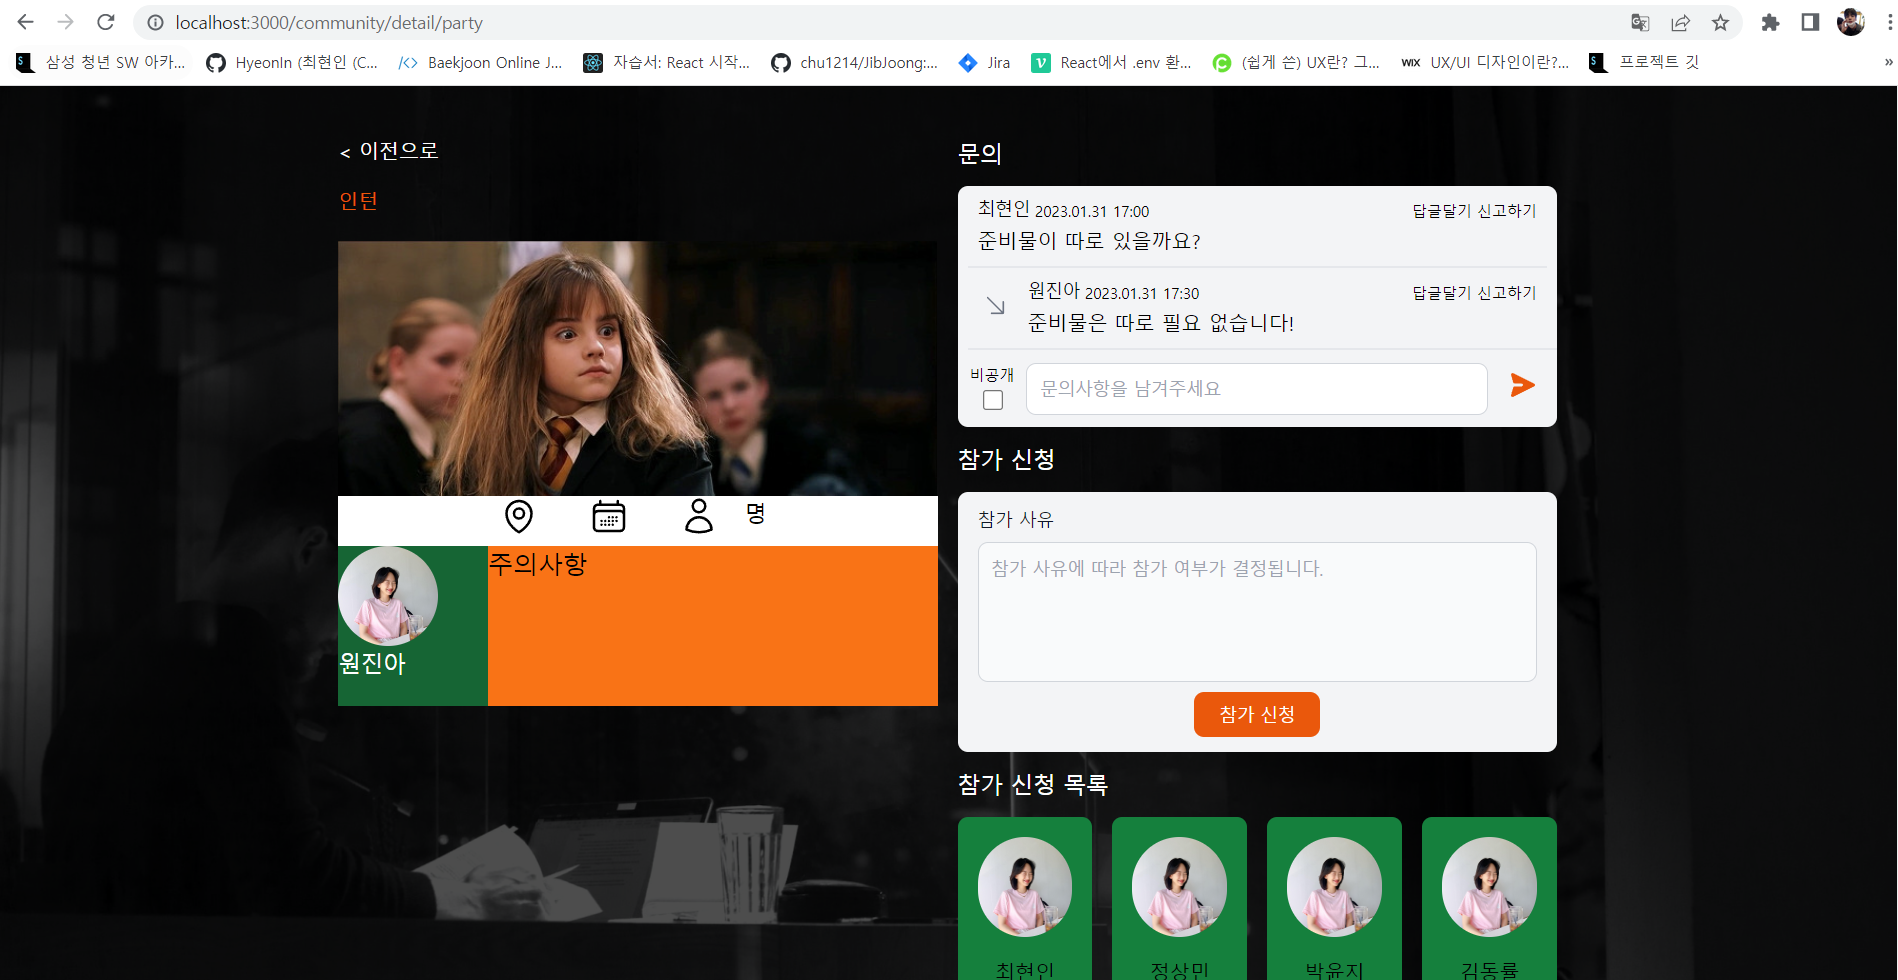 localhost:3000/community/detail/party
삼성 청년 SW 아카...
HyeonIn (최현인 (C...
Baekjoon Online J...
자습서: React 시작...
chu1214/JibJoong:...
Jira
React에서 .env 환...
(쉽게 쓴) UX란? 그...
WIX
UX/UI 디자인이란?...
프로젝트 깃
»
< 이전으로
인턴
명
원진아
주의사항
문의
최현인 2023.01.31 17:00
답글달기 신고하기
준비물이 따로 있을까요?
원진아 2023.01.31 17:30
답글달기 신고하기
준비물은 따로 필요 없습니다!
비공개
문의사항을 남겨주세요
참가 신청
참가 사유
참가 사유에 따라 참가 여부가 결정됩니다.
참가 신청
참가 신청 목록
최현인
정상민
박윤지
김동률